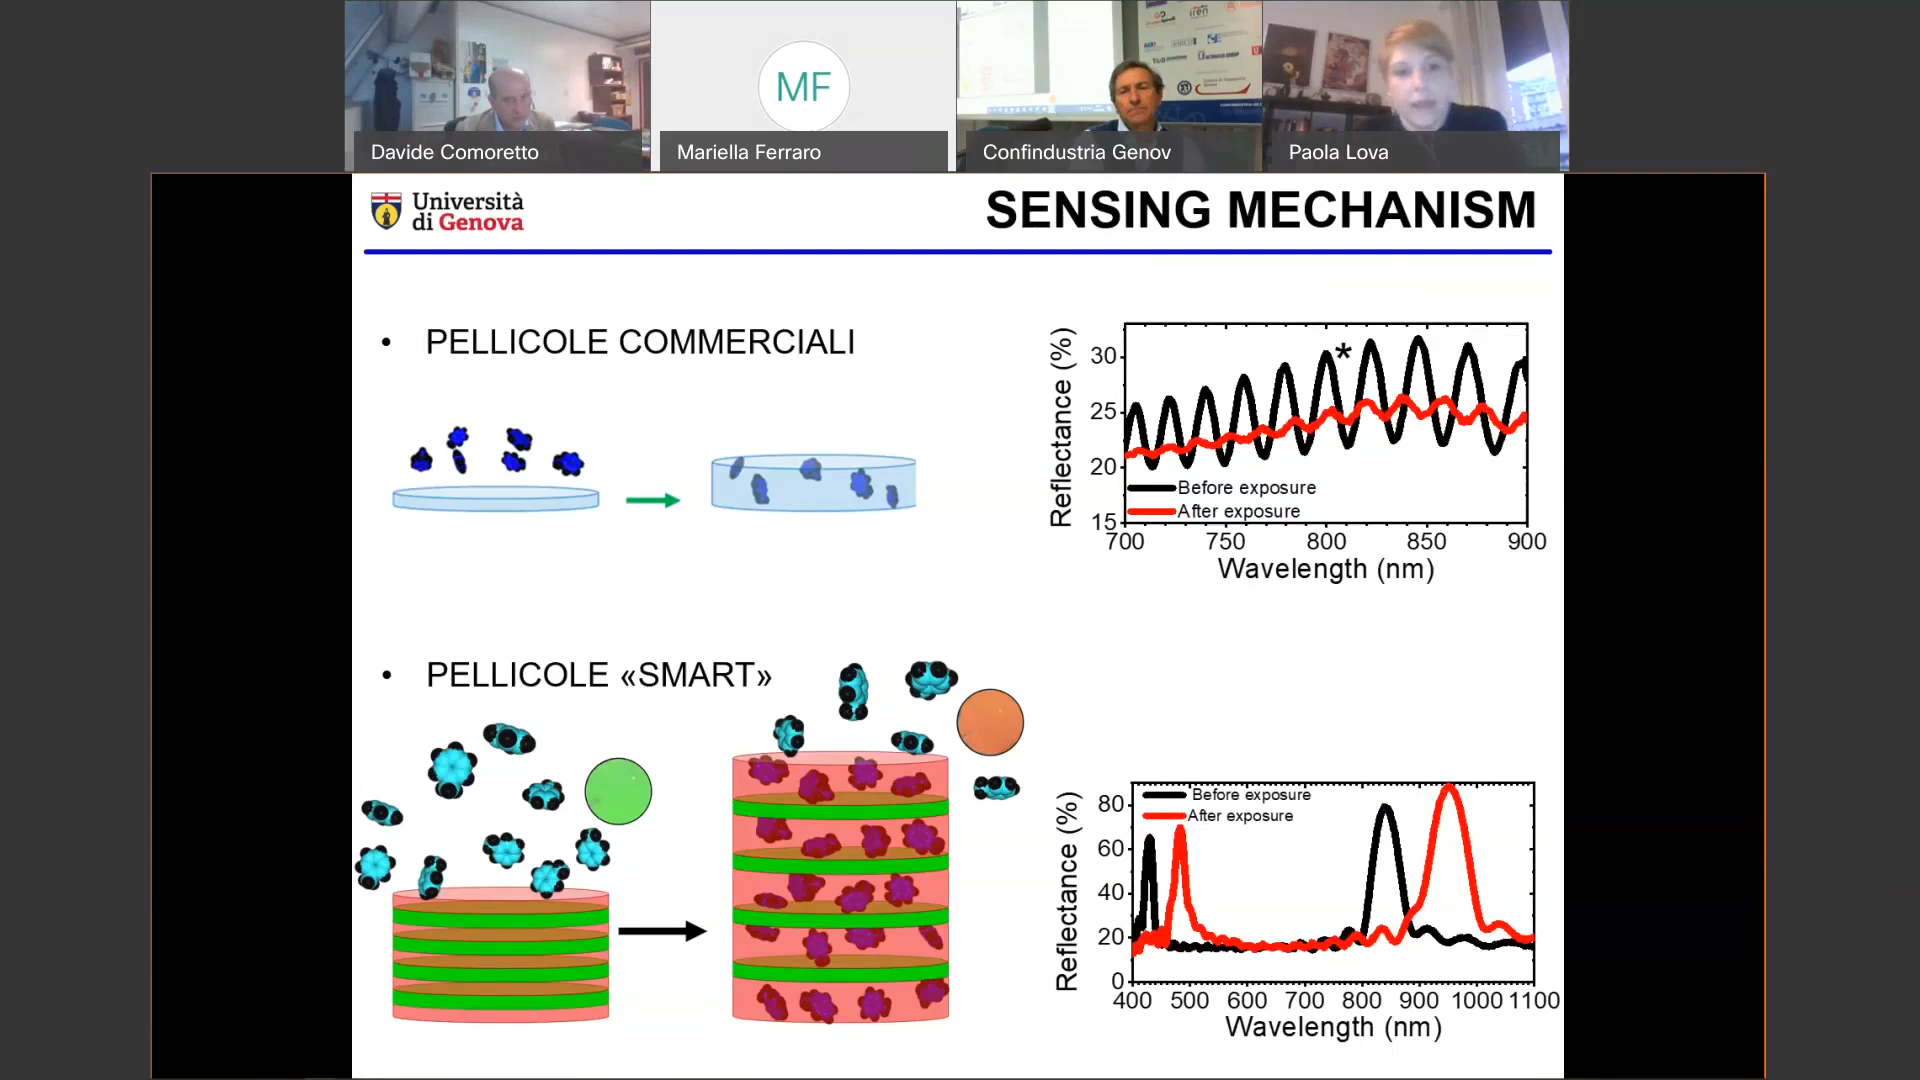 MF
iren
Davide Comoretto
Mariella Ferraro
Confindustria Genov
Paola Lova
Università
di Genova
SENSING MECHANISM
• PELLICOLE COMMERCIALI
Reflectance (%)
30
25
20
15
*
Before exposure
After exposure
700 750 800 850 900
Wavelength (nm)
• PELLICOLE «SMART»
Reflectance (%)
80
60
40
20
0
Before exposure
After exposure
400 500 600 700 800 900 1000 1100
Wavelength (nm)